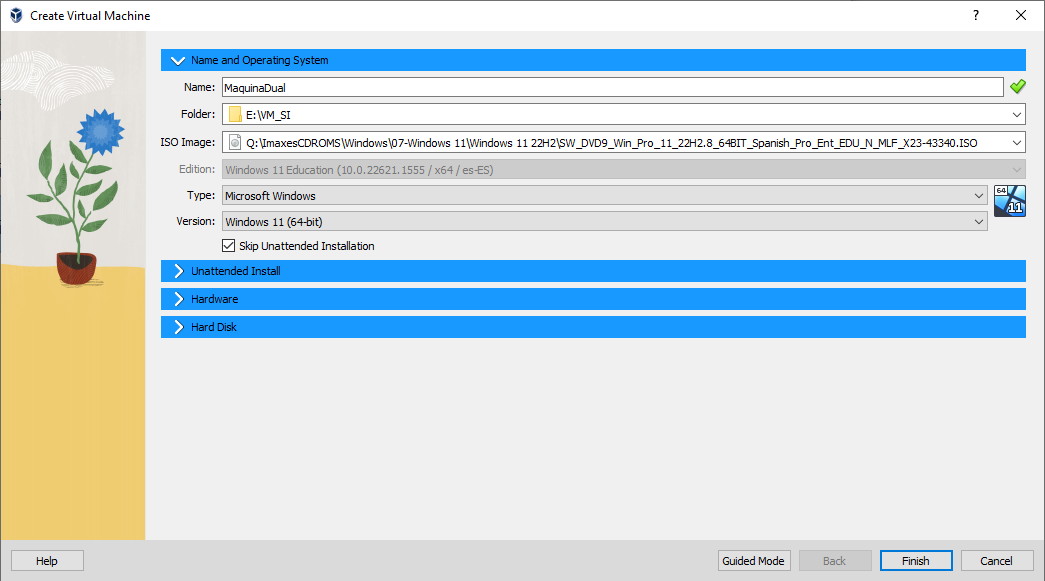 Create Virtual Machine ?
Name and Operating System
Name: MaquinaDual
Folder: E:\VM_SI
ISO Image: Q:\ImaxesCDROMS\Windows\07-Windows 11\Windows 11 22H2\SW_DVD9_Win_Pro_11_22H2.8_64BIT_Spanish_Pro_Ent_EDU_N_MLF_X23-43340.ISO
Edition: Windows 11 Education (10.0.22621.1555 / x64 / es-ES)
Type: Microsoft Windows
64
11
Version: Windows 11 (64-bit)
Skip Unattended Installation
Unattended Install
Hardware
Hard Disk
Help Guided Mode Back Finish Cancel